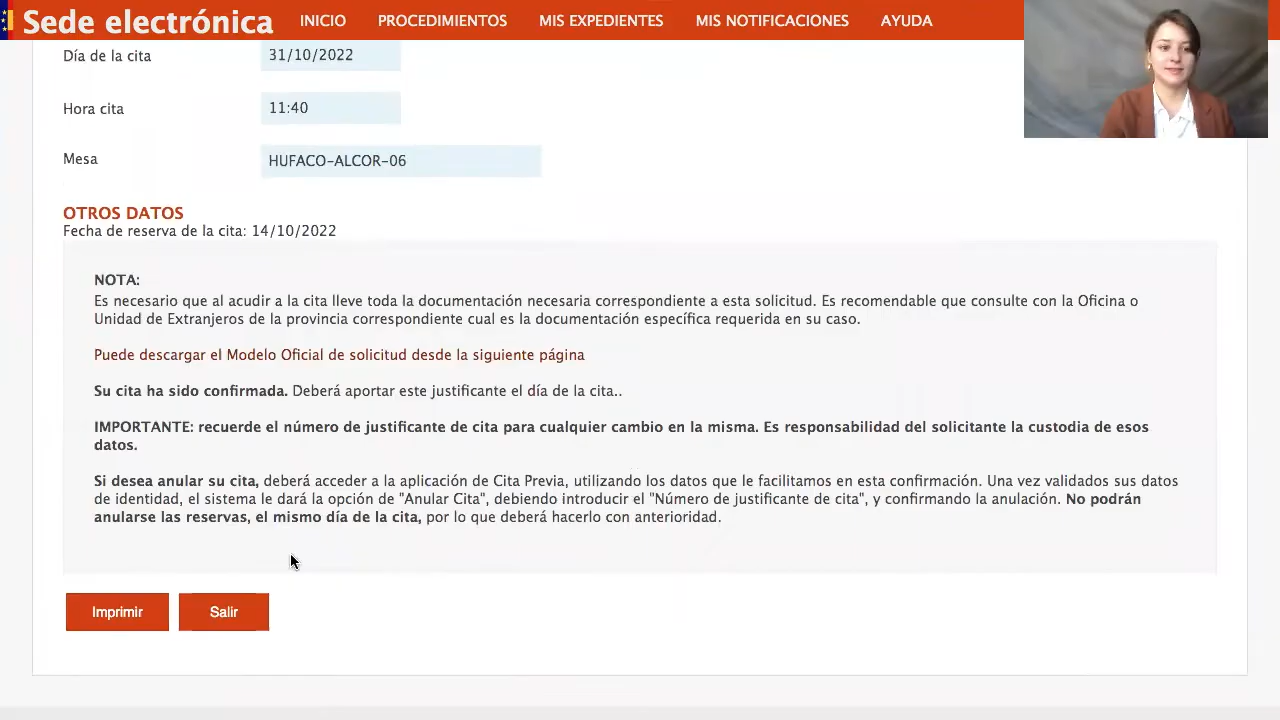 Sede electrónica
INICIO PROCEDIMIENTOS MIS EXPEDIENTES MIS NOTIFICACIONES AYUDA
Día de la cita 31/10/2022
Hora cita 11:40
Mesa HUFACO-ALCOR-06
OTROS DATOS
Fecha de reserva de la cita: 14/10/2022
NOTA:
Es necesario que al acudir a la cita lleve toda la documentación necesaria correspondiente a esta solicitud. Es recomendable que consulte con la Oficina o
Unidad de Extranjeros de la provincia correspondiente cual es la documentación específica requerida en su caso.
Puede descargar el Modelo Oficial de solicitud desde la siguiente página
Su cita ha sido confirmada. Deberá aportar este justificante el día de la cita..
IMPORTANTE: recuerde el número de justificante de cita para cualquier cambio en la misma. Es responsabilidad del solicitante la custodia de esos
datos.
Si desea anular su cita, deberá acceder a la aplicación de Cita Previa, utilizando los datos que le facilitamos en esta confirmación. Una vez validados sus datos
de identidad, el sistema le dará la opción de "Anular Cita", debiendo introducir el "Número de justificante de cita", y confirmando la anulación. No podrán
anularse las reservas, el mismo día de la cita, por lo que deberá hacerlo con anterioridad.
Imprimir Salir